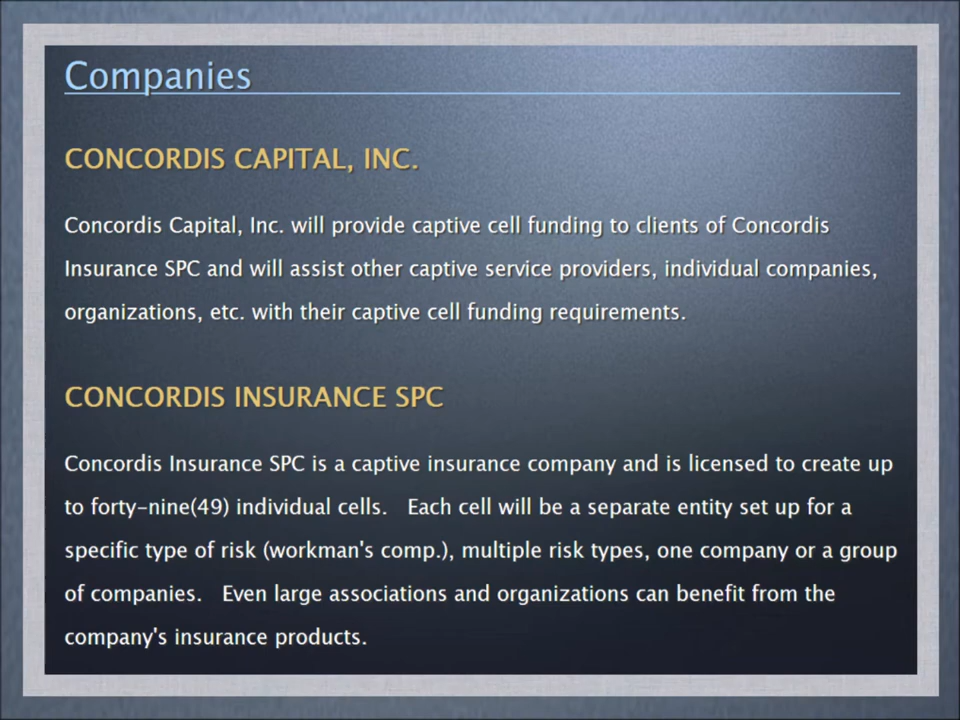 Companies
CONCORDIS CAPITAL, INC.
Concordis Capital, Inc. will provide captive cell funding to clients of Concordis
Insurance SPC and will assist other captive service providers, individual companies,
organizations, etc. with their captive cell funding requirements.
CONCORDIS INSURANCE SPC
Concordis Insurance SPC is a captive insurance company and is licensed to create up
to forty-nine(49) individual cells.   Each cell will be a separate entity set up for a
specific type of risk (workman's comp.), multiple risk types, one company or a group
of companies.   Even large associations and organizations can benefit from the
company's insurance products.